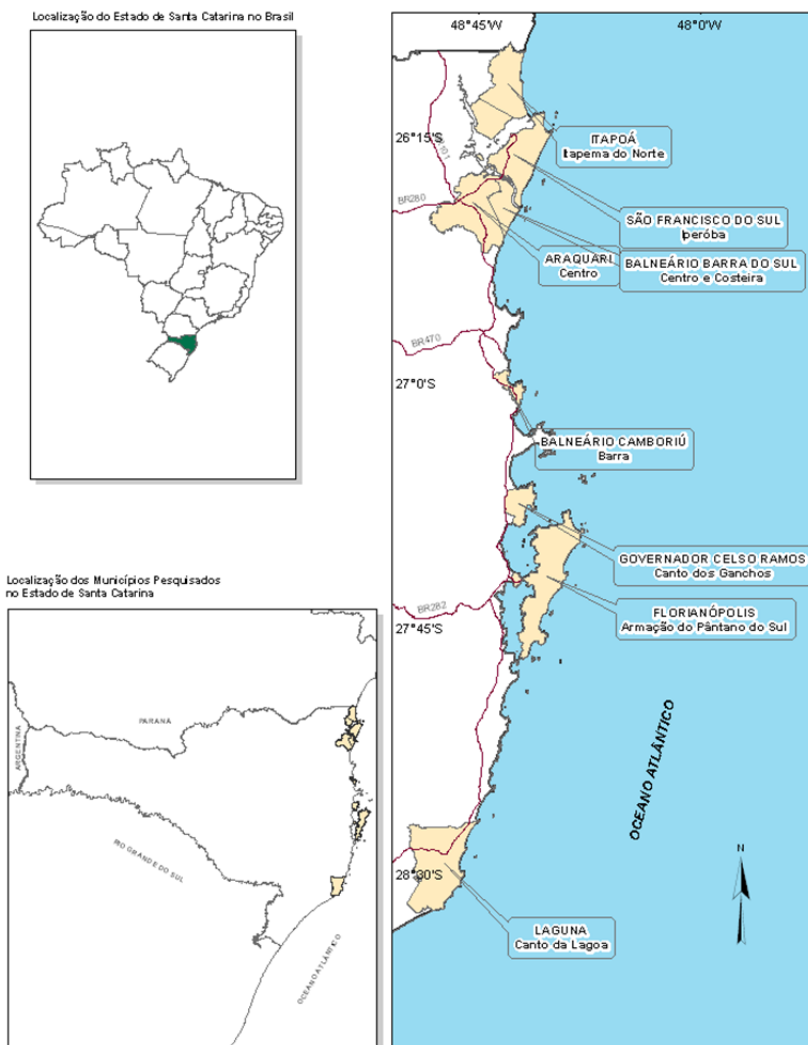 Localização do Estado de Santa Catarina no Brasil
48°45'W
48°0'W
26°15'S
ITAPOÁ
Itapema do Norte
BR280
SÃO FRANCISCO DO SUL
Iperóba
ARAQUARI
Centro
BALNEÁRIO BARRA DO SUL
Centro e Costeira
BR470
27°0'S
BALNEÁRIO CAMBORIÚ
Barra
GOVERNADOR CELSO RAMOS
Canto dos Ganchos
FLORIANÓPOLIS
Armação do Pântano do Sul
BR282
27°45'S
OCEANO ATLÂNTICO
28°30'S
LAGUNA
Canto da Lagoa
N
Localização dos Municípios Pesquisados
no Estado de Santa Catarina
PARANA
ARGENTINA
RIO GRANDE DO SUL
OCEANO ATLÂNTICO